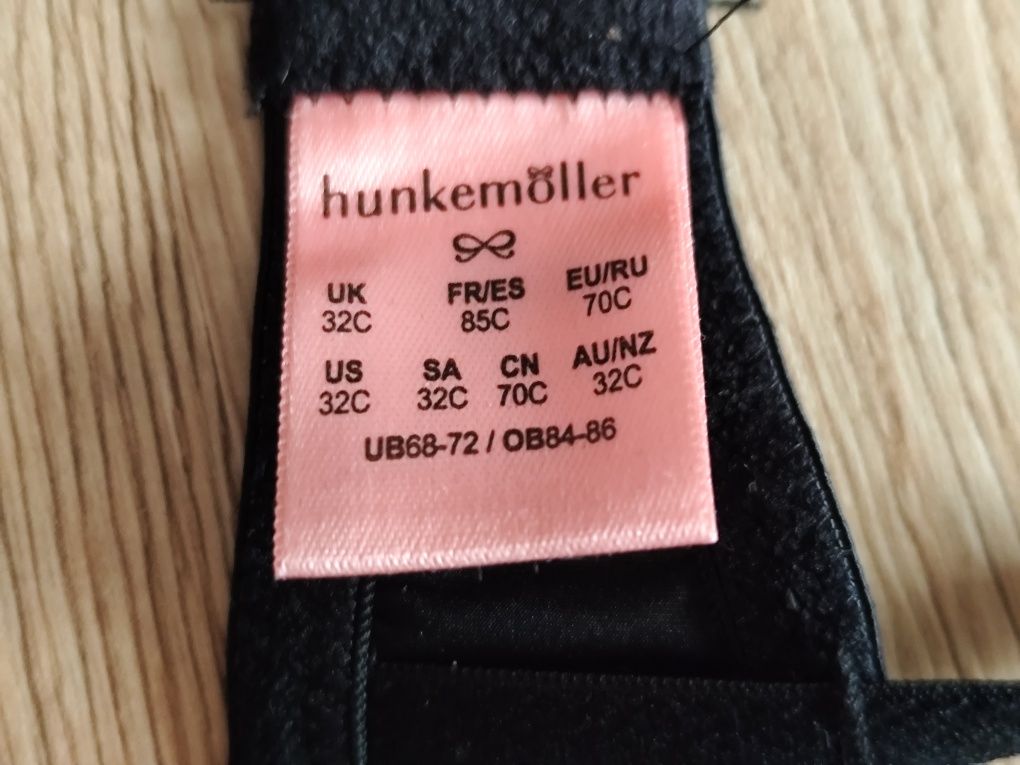 hunkemöller
UK FR/ES EU/RU
32C 85C 70C
US SA CN AU/NZ
32C 32C 70C 32C
UB68-72 / OB84-86